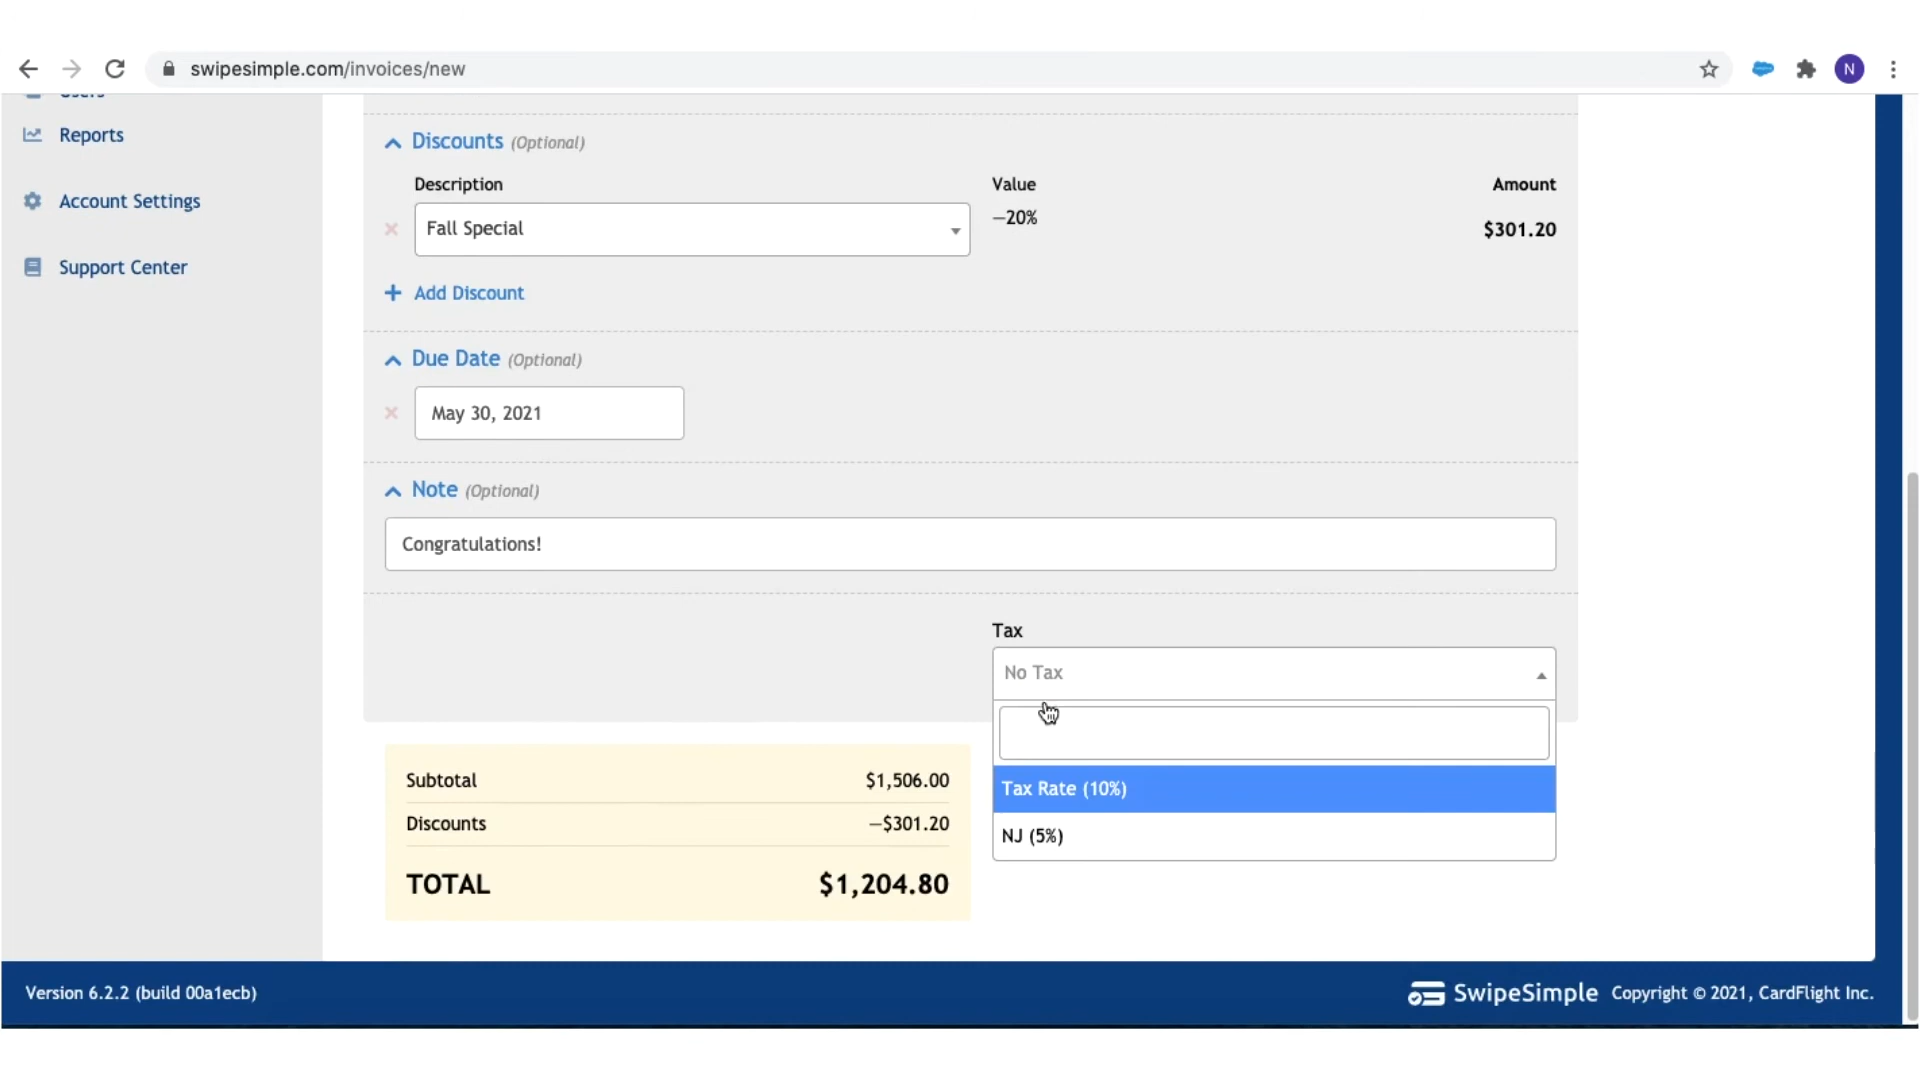 swipesimple.com/invoices/new
N
Users
Reports
Account Settings
Support Center
Discounts (Optional)
Description Value Amount
Fall Special −20% $301.20
Add Discount
Due Date (Optional)
May 30, 2021
Note (Optional)
Congratulations!
Tax
No Tax
Tax Rate (10%)
NJ (5%)
Subtotal $1,506.00
Discounts −$301.20
TOTAL $1,204.80
Version 6.2.2 (build 00a1ecb)
SwipeSimple Copyright © 2021, CardFlight Inc.